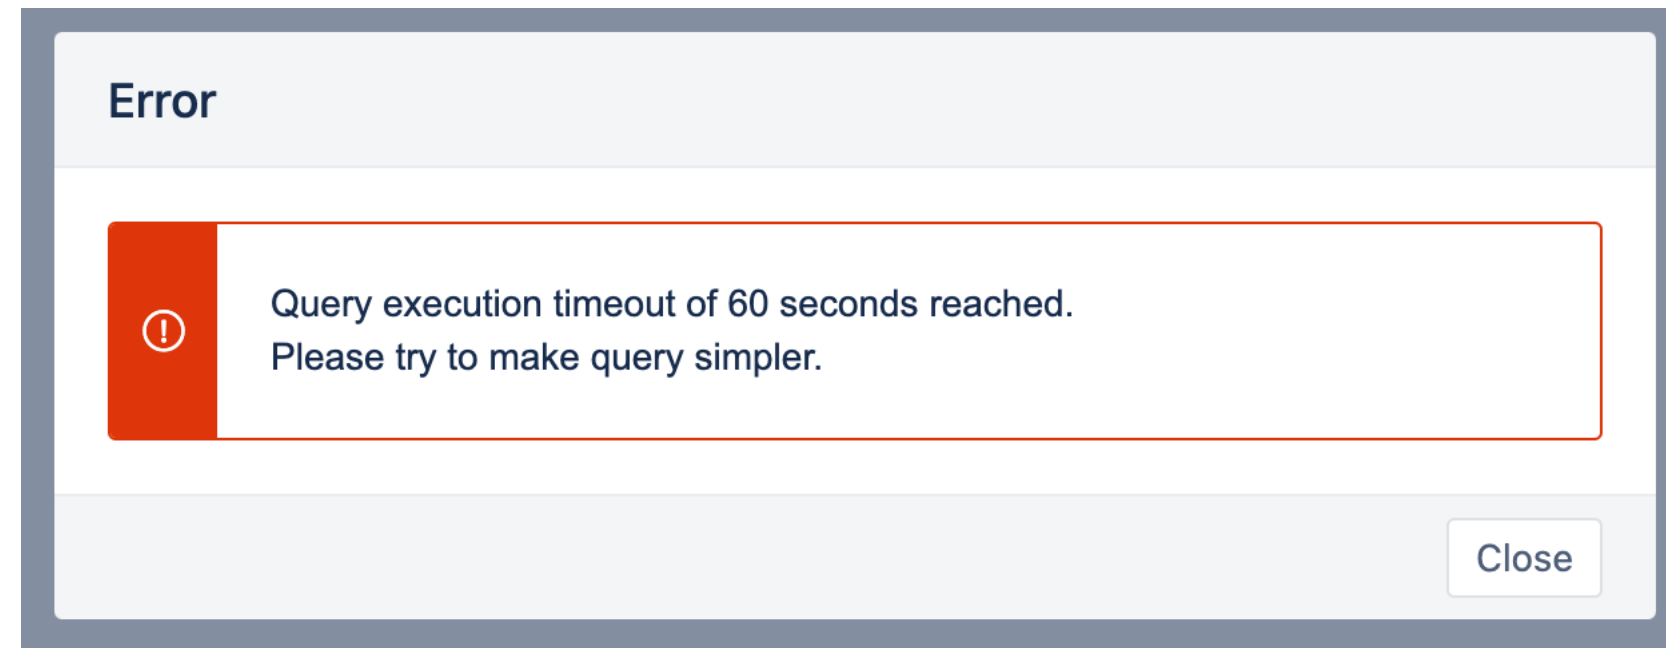 Error
Query execution timeout of 60 seconds reached.
Please try to make query simpler.
Close